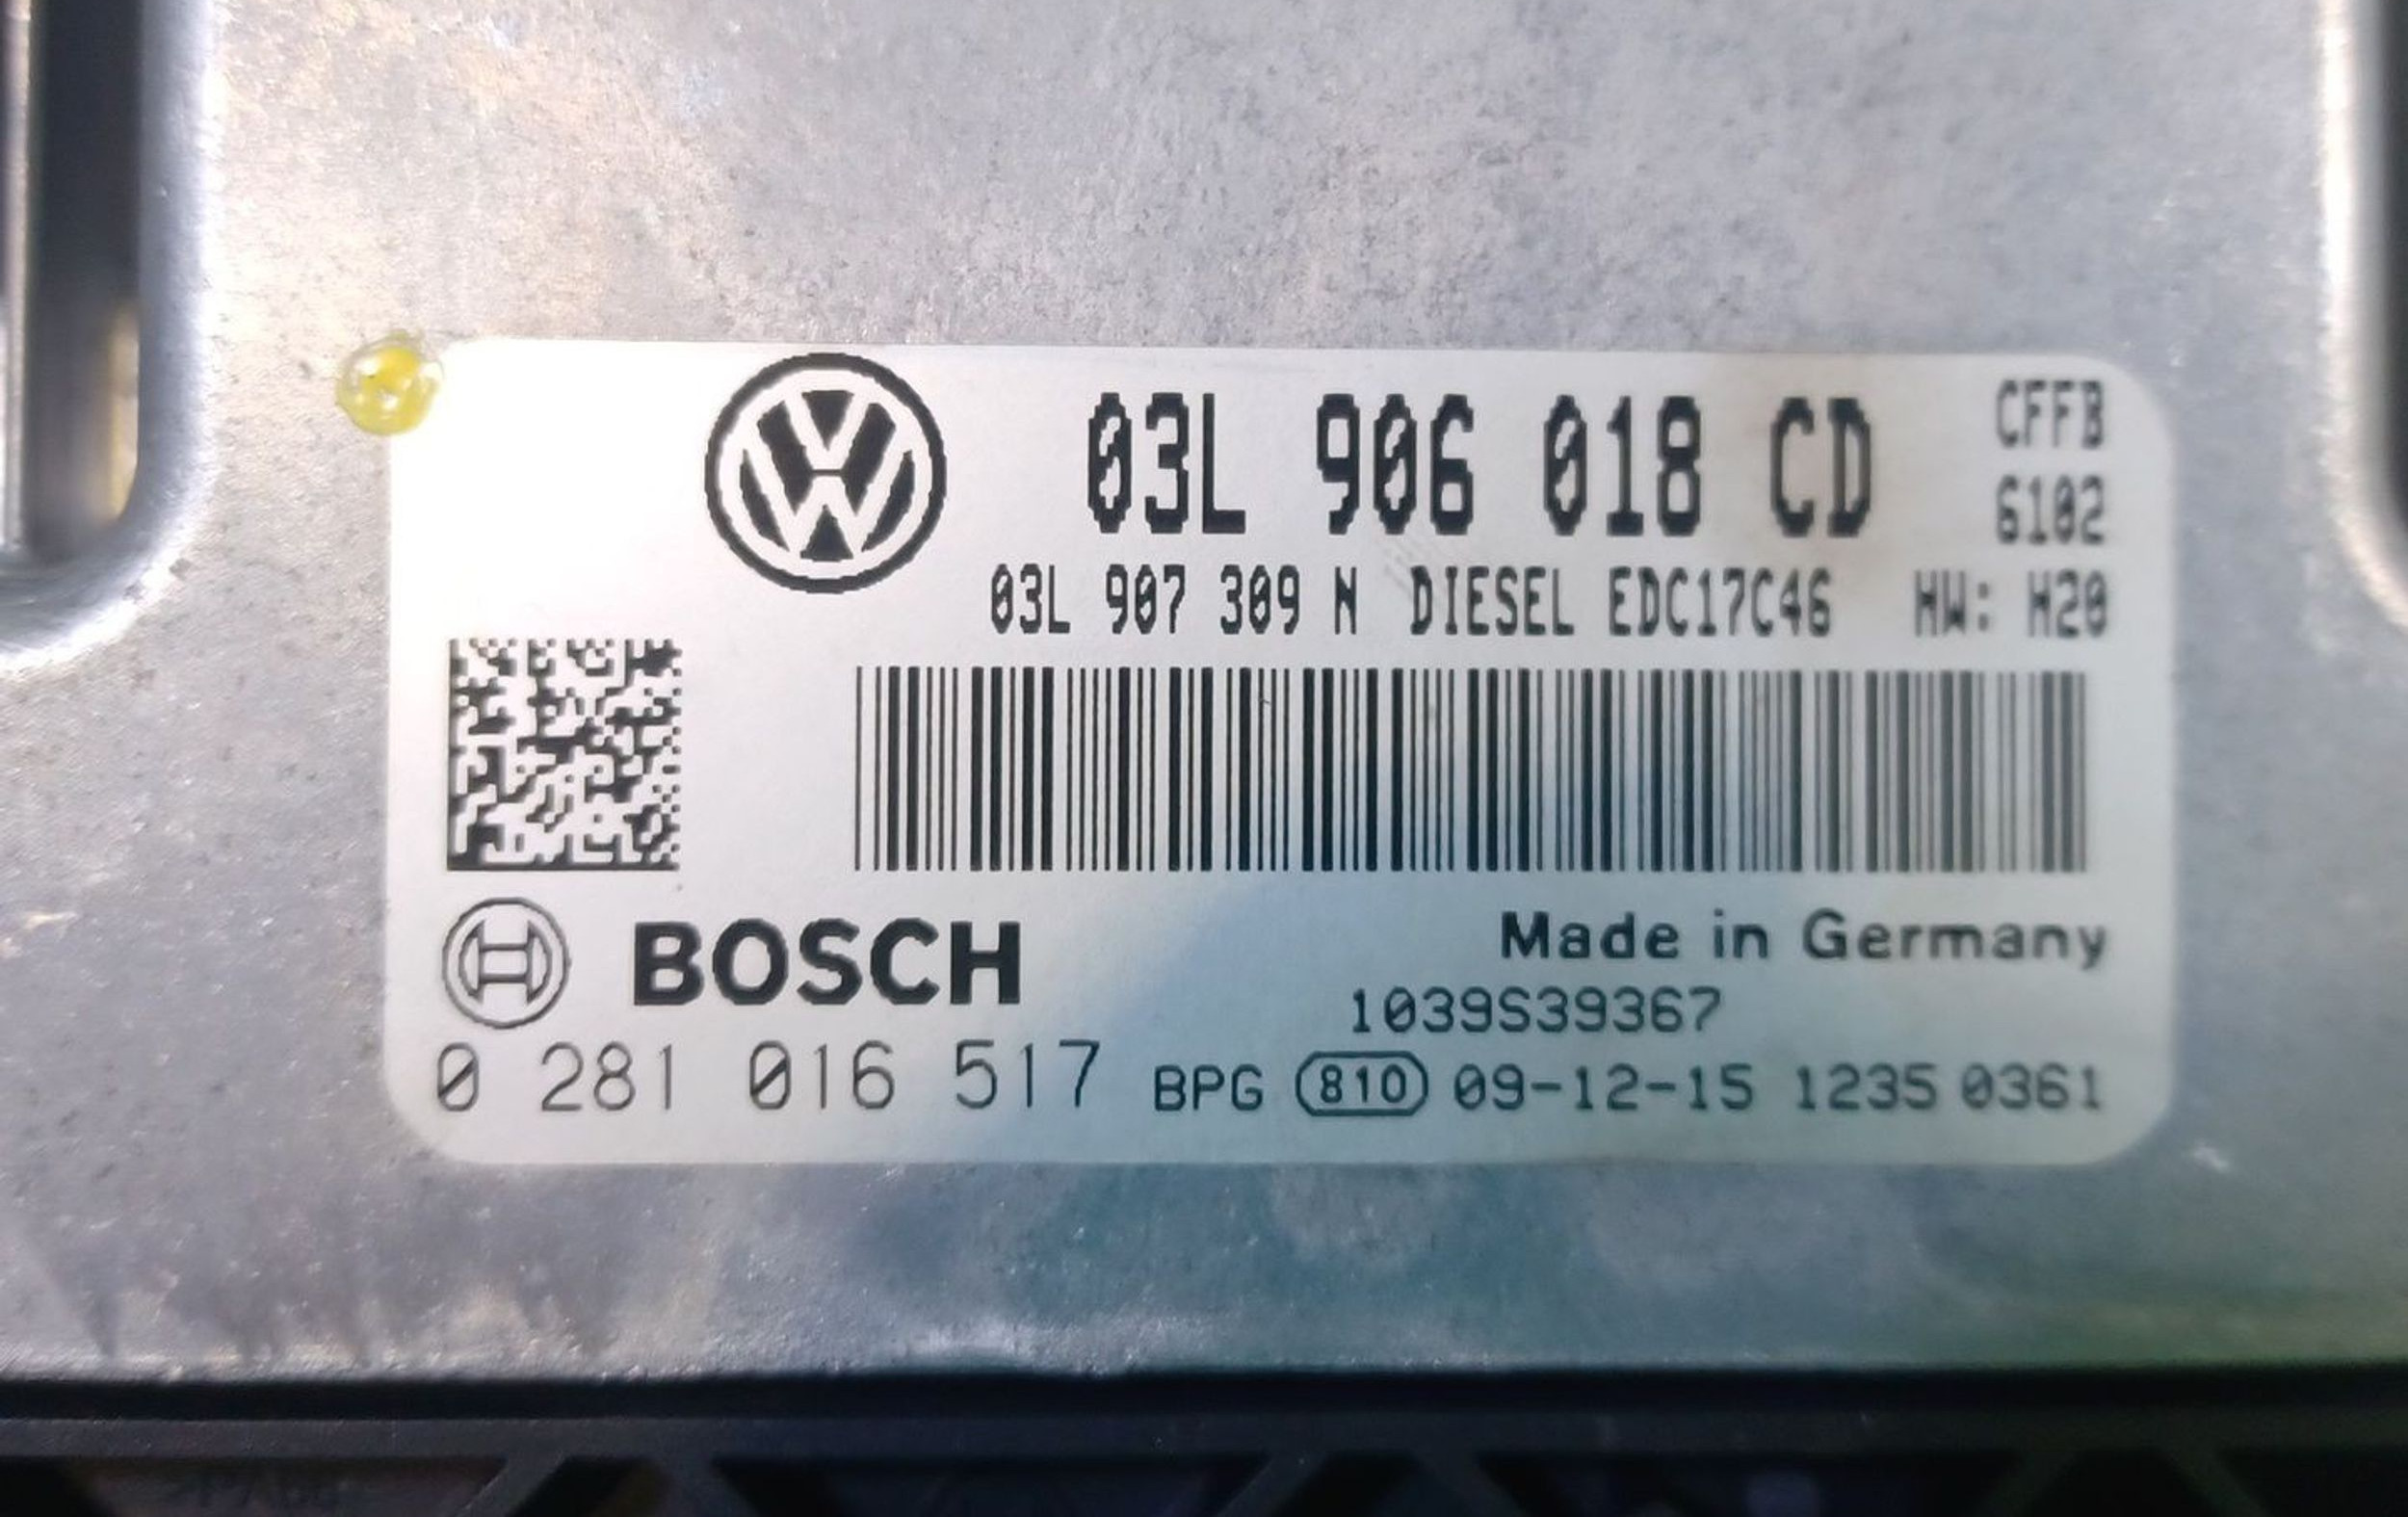 03L 906 018 CD CFFB
6102
03L 907 309 N DIESEL EDC17C46 HW: H20
BOSCH
Made in Germany
1039S39367
0 281 016 517 BPG 810 09-12-15 1235 0361